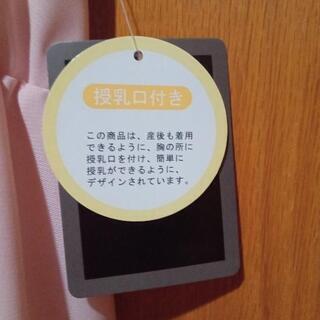 授乳口付き
この商品は、産後も着用
できるように、胸の所に
授乳口を付け、簡単に
授乳ができるように、
デザインされています。